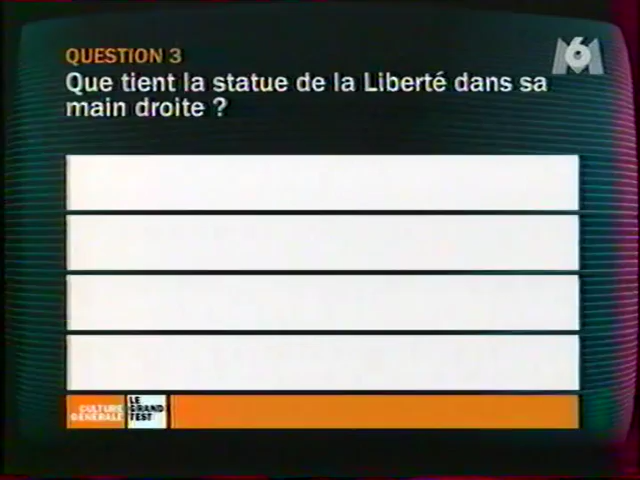 QUESTION 3
M6
Que tient la statue de la Liberté dans sa
main droite ?
CULTURE
GÉNÉRALE
LE
GRAND
TEST